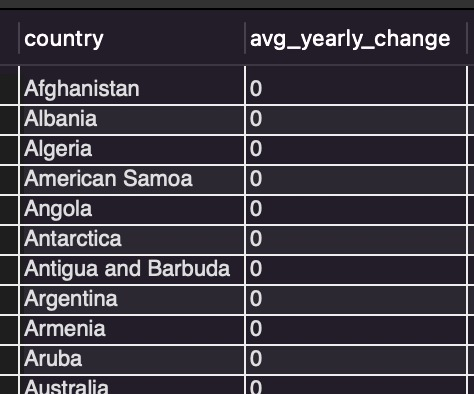 country avg_yearly_change
Afghanistan 0
Albania 0
Algeria 0
American Samoa 0
Angola 0
Antarctica 0
Antigua and Barbuda 0
Argentina 0
Armenia 0
Aruba 0
Australia 0